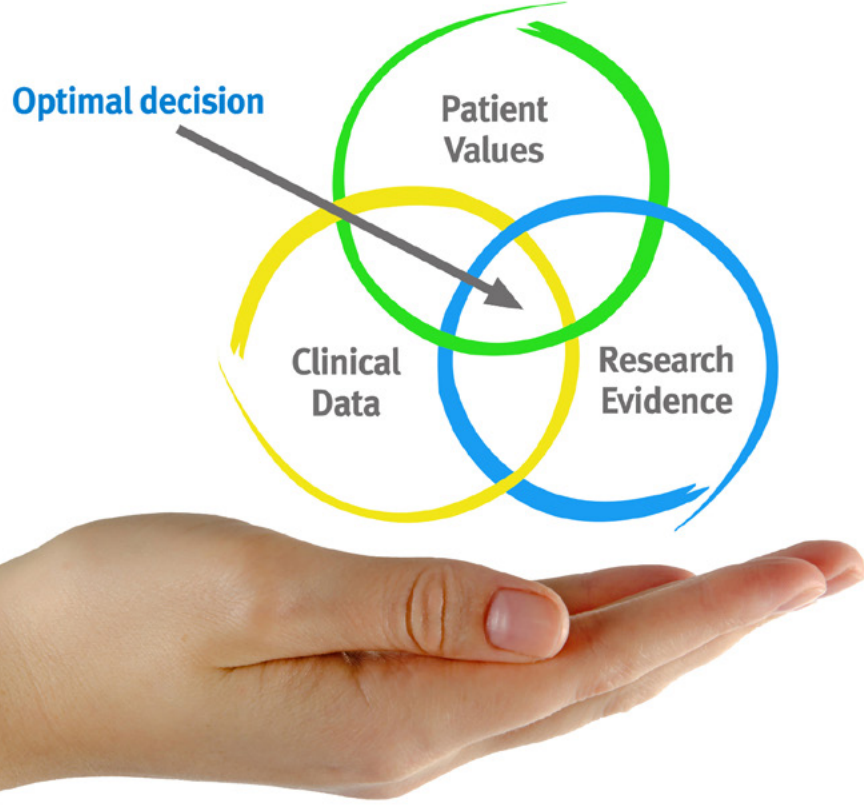 Optimal decision
Patient
Values
Clinical
Data
Research
Evidence